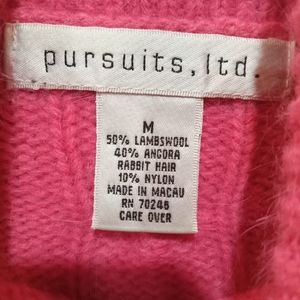 pursuits, ltd.
M
50% LAMBSWOOL
40% ANGORA
RABBIT HAIR
10% NYLON
MADE IN MACAU
RN 70246
CARE OVER